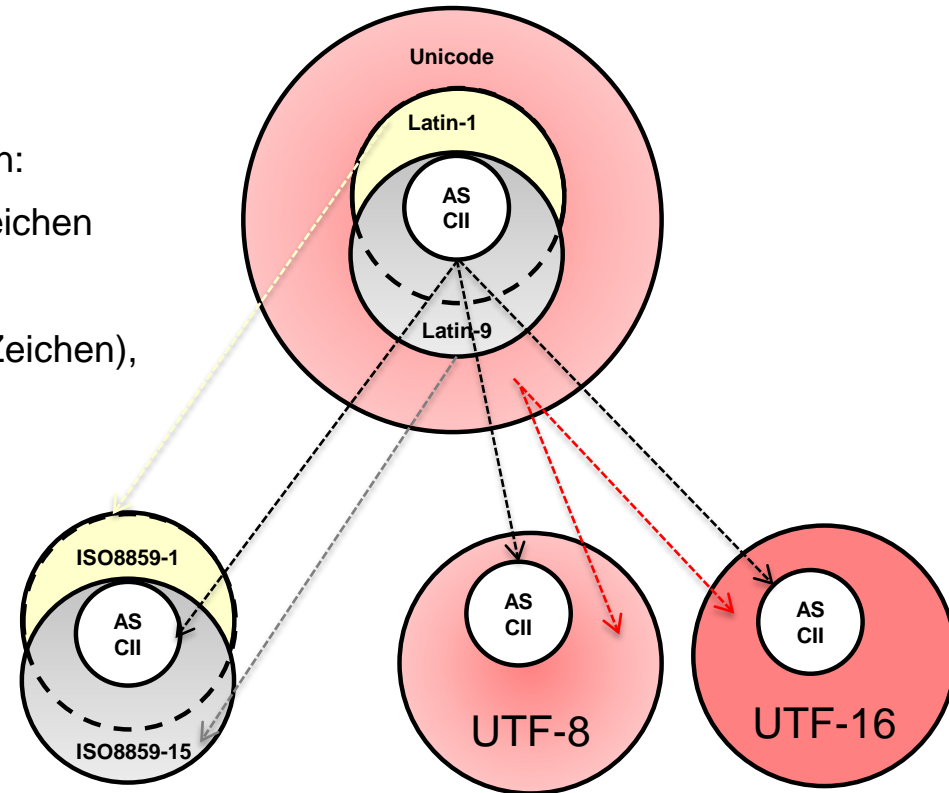 Unicode
Latin-1
n:
AS
CII
eichen
Latin-9
Zeichen),
ISO8859-1
AS
CII
ISO8859-15
AS
CII
UTF-8
AS
CII
UTF-16